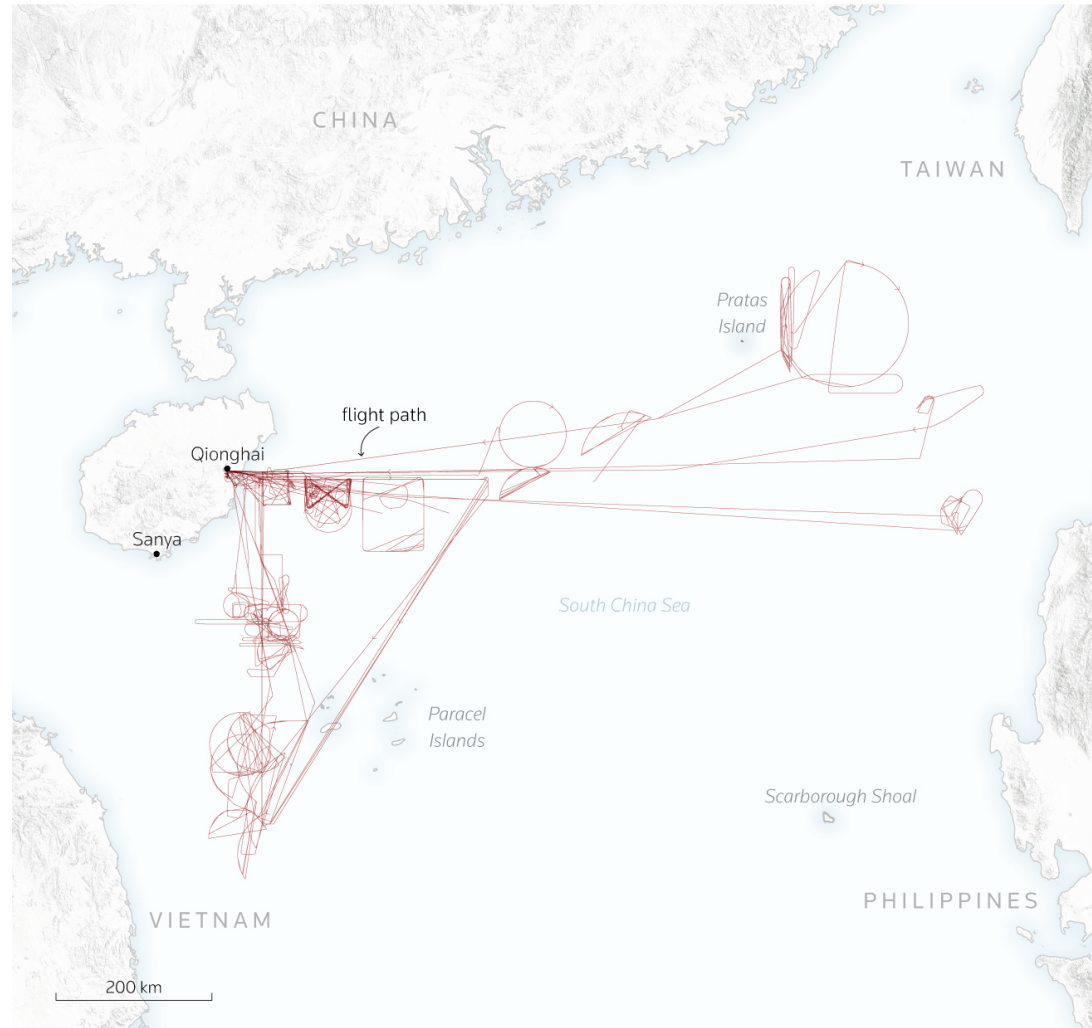 CHINA
TAIWAN
Pratas
Island
flight path
Qionghai
Sanya
South China Sea
Paracel
Islands
Scarborough Shoal
PHILIPPINES
VIETNAM
200 km